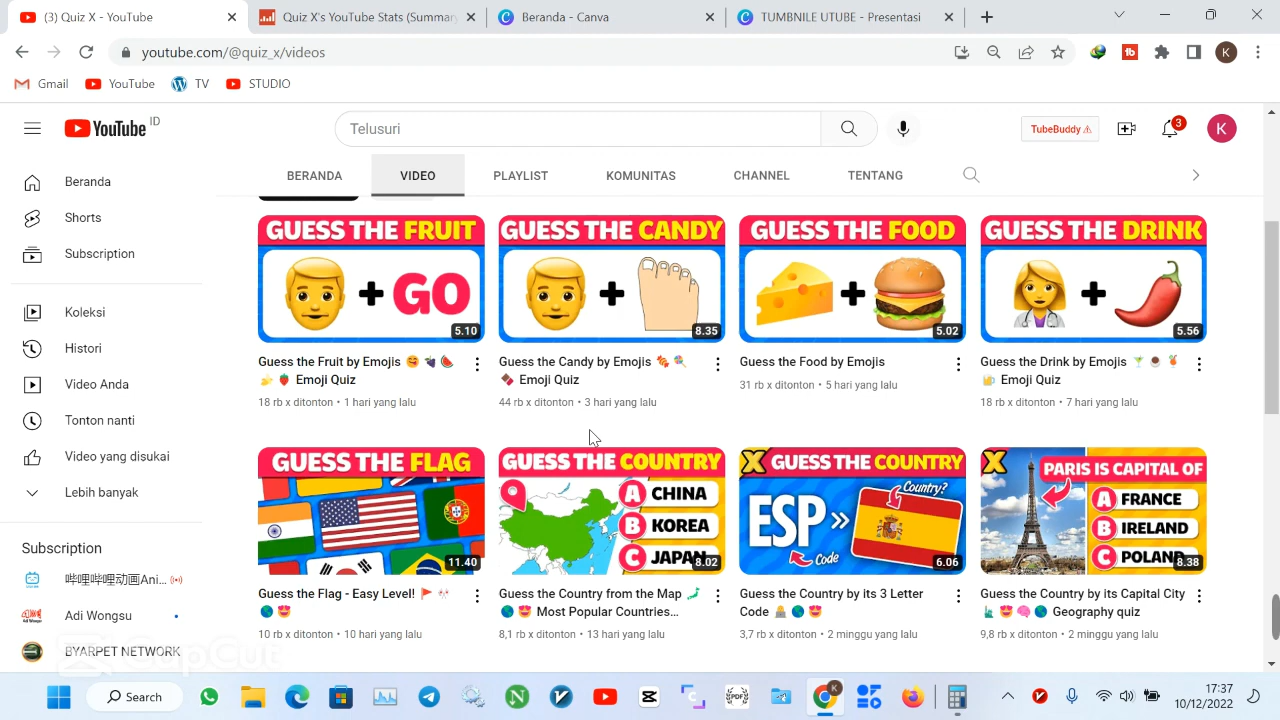 (3) Quiz X - YouTube
Quiz X's YouTube Stats (Summar
Beranda - Canva
TUMBNILE UTUBE - Presentasi
youtube.com/@quiz_x/videos
K
Gmail
YouTube
TV
STUDIO
YouTube ID
Telusuri
TubeBuddy
3
K
BERANDA
VIDEO
PLAYLIST
KOMUNITAS
CHANNEL
TENTANG
Beranda
Shorts
Subscription
Koleksi
Histori
Video Anda
Tonton nanti
Video yang disukai
Lebih banyak
Subscription
哔哩哔哩动画Ani...
Adi Wongsu
BYARPET NETWORK
GUESS THE FRUIT
GO
5.10
Guess the Fruit by Emojis
Emoji Quiz
18 rb x ditonton • 1 hari yang lalu
GUESS THE CANDY
8.35
Guess the Candy by Emojis
Emoji Quiz
44 rb x ditonton • 3 hari yang lalu
GUESS THE FOOD
5.02
Guess the Food by Emojis
31 rb x ditonton • 5 hari yang lalu
GUESS THE DRINK
5.56
Guess the Drink by Emojis
Emoji Quiz
18 rb x ditonton • 7 hari yang lalu
GUESS THE FLAG
11.40
Guess the Flag - Easy Level!
10 rb x ditonton • 10 hari yang lalu
GUESS THE COUNTRY
A CHINA
B KOREA
C JAPAN
8.02
Guess the Country from the Map
Most Popular Countries...
8,1 rb x ditonton • 13 hari yang lalu
X GUESS THE COUNTRY
Country?
ESP »
Code
6.06
Guess the Country by its 3 Letter
Code
3,7 rb x ditonton • 2 minggu yang lalu
X
PARIS IS CAPITAL OF
A FRANCE
B IRELAND
C POLAND
8.38
Guess the Country by its Capital City
Geography quiz
9,8 rb x ditonton • 2 minggu yang lalu
CapCut
Search
17:37
10/12/2022